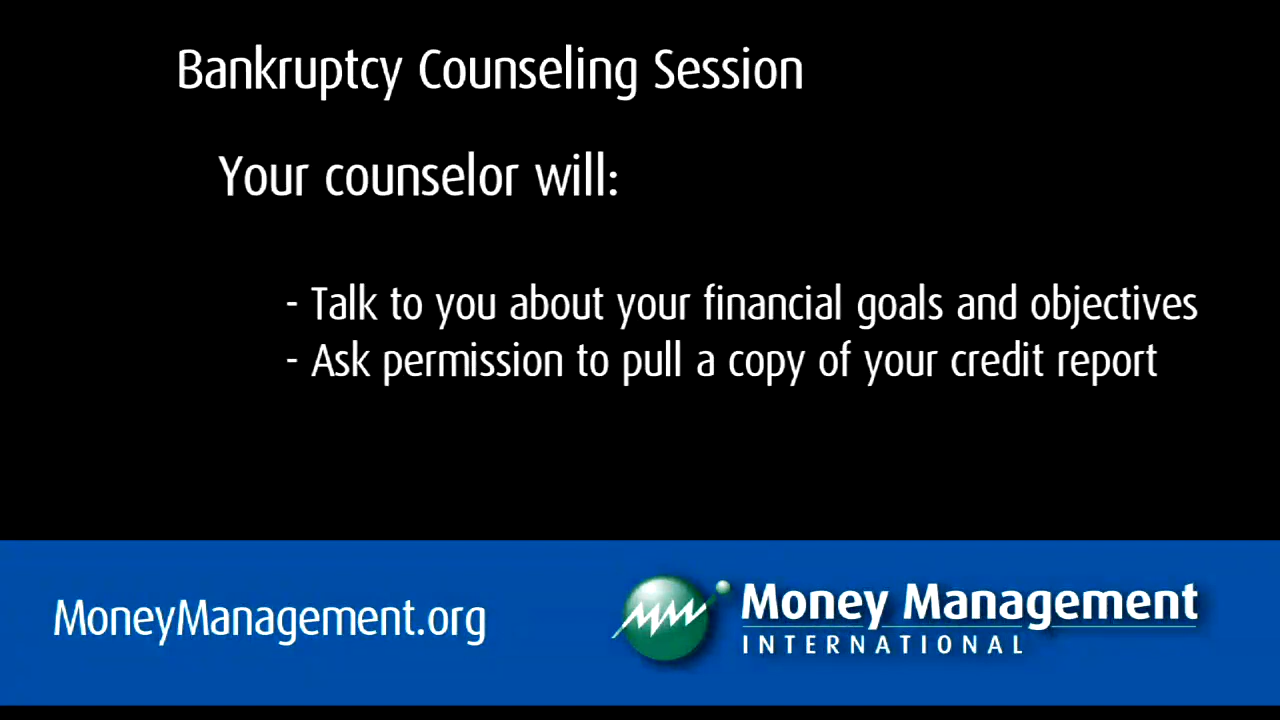 Bankruptcy Counseling Session
Your counselor will:
- Talk to you about your financial goals and objectives
- Ask permission to pull a copy of your credit report
MoneyManagement.org
Money Management
INTERNATIONAL